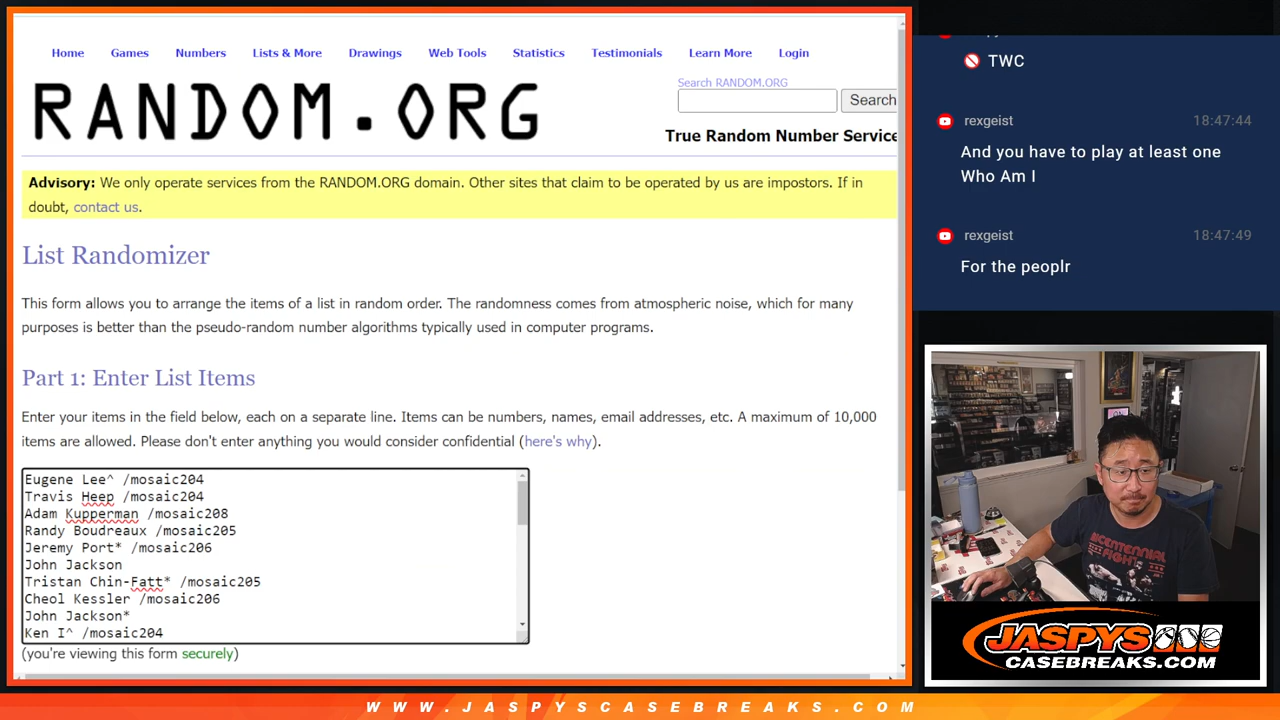 Home Games Numbers Lists & More Drawings Web Tools Statistics Testimonials Learn More Login
RANDOM.ORG
Search RANDOM.ORG
Search
True Random Number Service
Advisory: We only operate services from the RANDOM.ORG domain. Other sites that claim to be operated by us are impostors. If in
doubt, contact us.
List Randomizer
This form allows you to arrange the items of a list in random order. The randomness comes from atmospheric noise, which for many
purposes is better than the pseudo-random number algorithms typically used in computer programs.
Part 1: Enter List Items
Enter your items in the field below, each on a separate line. Items can be numbers, names, email addresses, etc. A maximum of 10,000
items are allowed. Please don't enter anything you would consider confidential (here's why).
Eugene Lee^ /mosaic204
Travis Heep /mosaic204
Adam Kupperman /mosaic208
Randy Boudreaux /mosaic205
Jeremy Port* /mosaic206
John Jackson
Tristan Chin-Fatt* /mosaic205
Cheol Kessler /mosaic206
John Jackson*
Ken I^ /mosaic204
(you're viewing this form securely)
TWC
rexgeist 18:47:44
And you have to play at least one
Who Am I
rexgeist 18:47:49
For the peoplr
BICENTENNIAL
FIGHT
JASPYS
CASEBREAKS.COM
WWW.JASPYSCASEBREAKS.COM